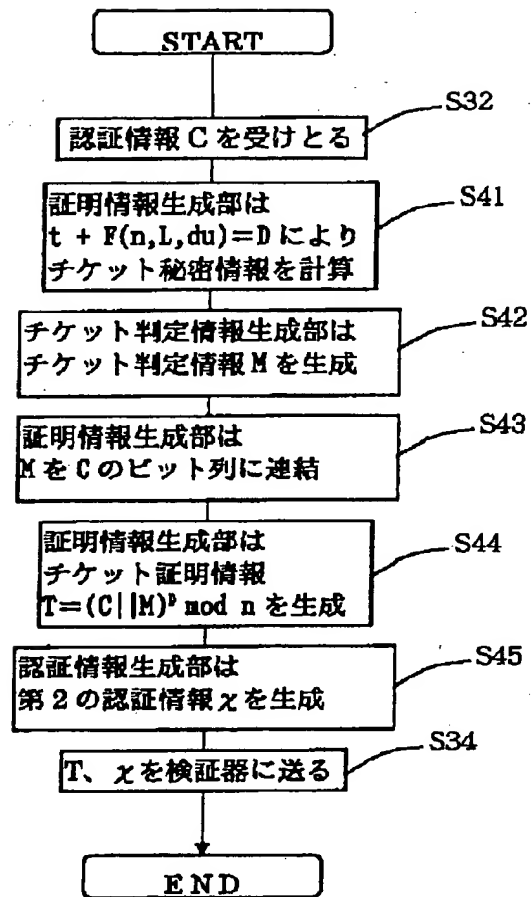 START
S32
認証情報Cを受けとる
S41
証明情報生成部は
t + F(n,L,du)=Dにより
チケット秘密情報を計算
S42
チケット判定情報生成部は
チケット判定情報Mを生成
S43
証明情報生成部は
MをCのビット列に連結
S44
証明情報生成部は
チケット証明情報
T=(C||M)ᴰ mod nを生成
S45
認証情報生成部は
第2の認証情報χを生成
S34
T、χを検証器に送る
END